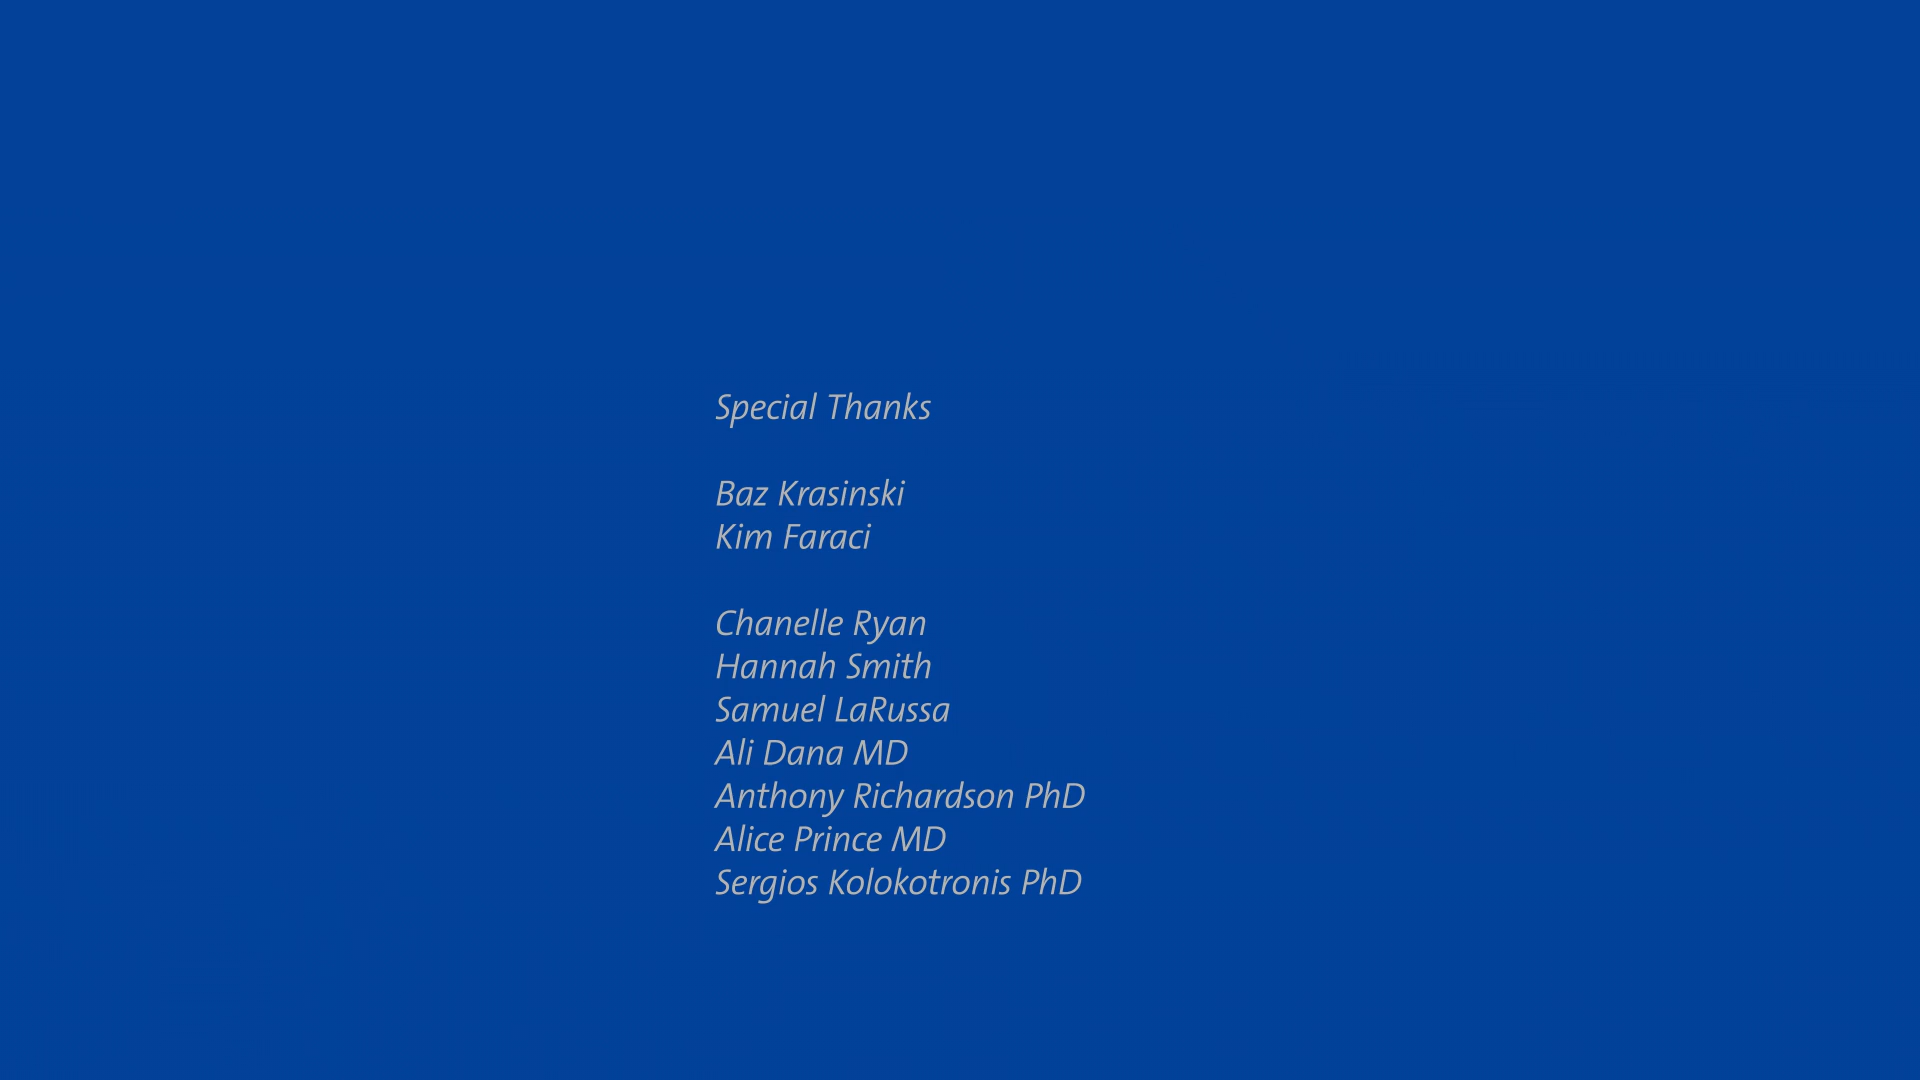 Special Thanks
Baz Krasinski
Kim Faraci
Chanelle Ryan
Hannah Smith
Samuel LaRussa
Ali Dana MD
Anthony Richardson PhD
Alice Prince MD
Sergios Kolokotronis PhD